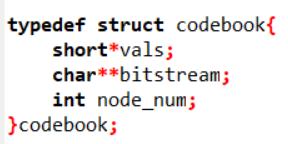 typedef struct codebook{
    short*vals;
    char**bitstream;
    int node_num;
}codebook;